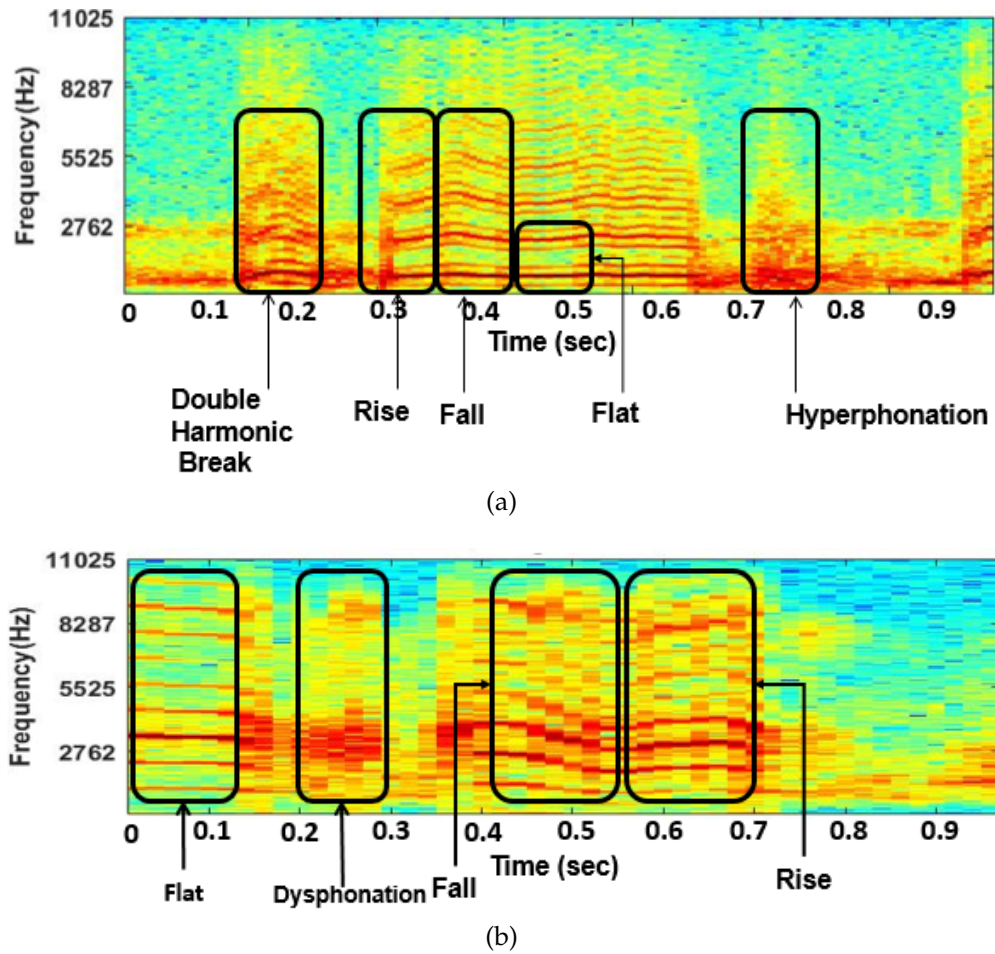 11025
8287
5525
2762
Frequency(Hz)
0 0.1 0.2 0.3 0.4 0.5 0.6 0.7 0.8 0.9
Time (sec)
Double
Harmonic
Break
Rise
Fall
Flat
Hyperphonation
(a)
11025
8287
5525
2762
Frequency(Hz)
0 0.1 0.2 0.3 0.4 0.5 0.6 0.7 0.8 0.9
Time (sec)
Flat
Dysphonation
Fall
Rise
(b)